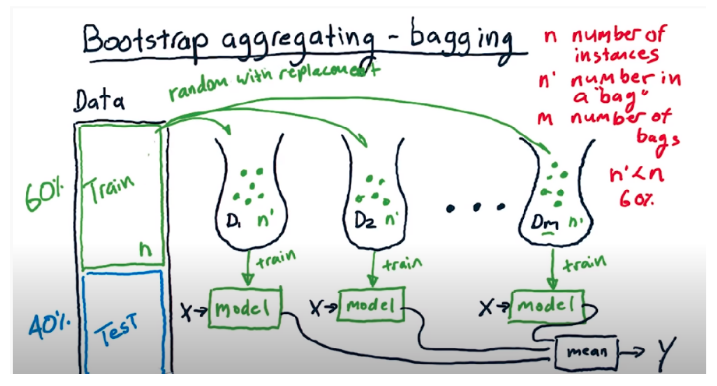 Bootstrap aggregating - bagging
n number of
instances
n' number in
a "bag"
m number of
bags
n' < n
60%
random with replacement
Data
60%
Train
n
40%
Test
D1 n'
D2 n'
...
Dm n'
train
train
train
X→ model
X→ model
X→ model
mean → Y